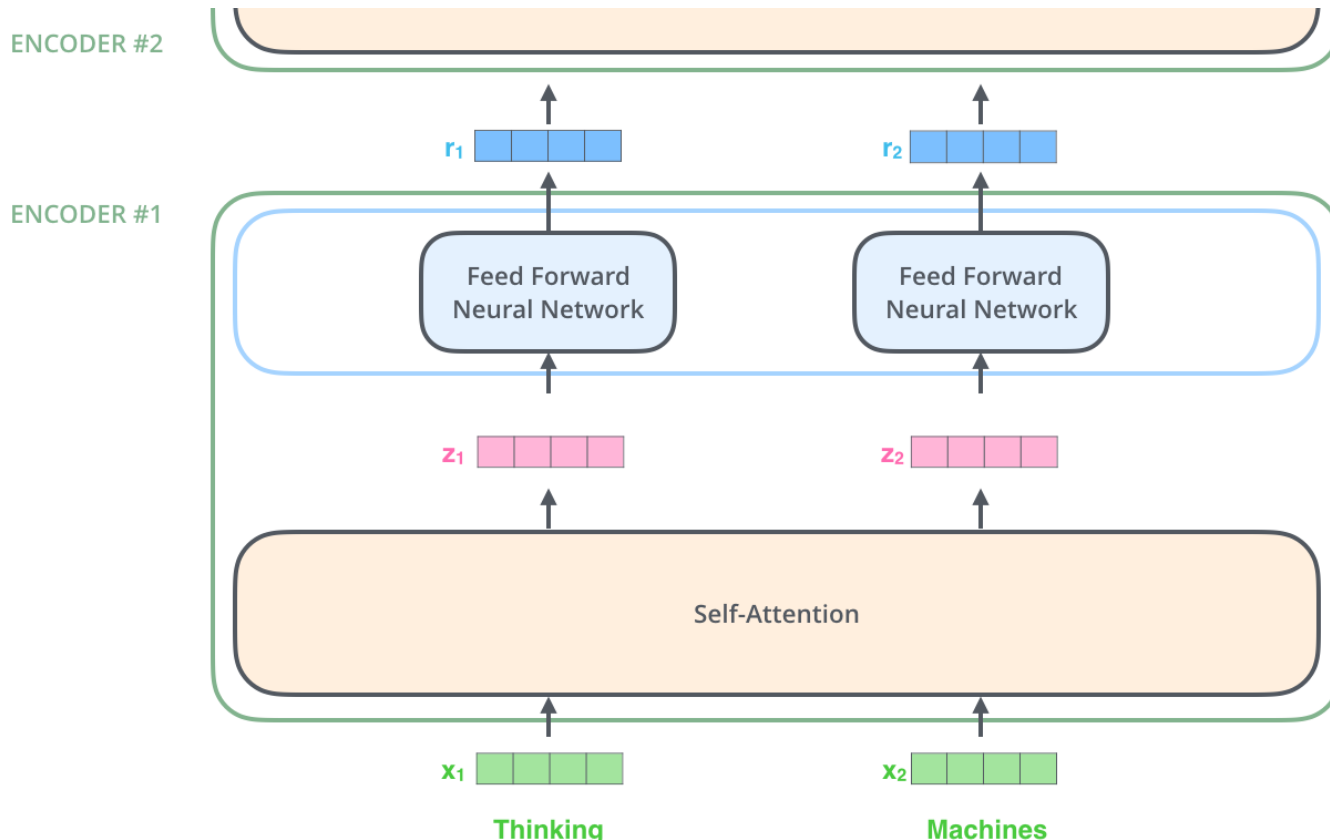 ENCODER #2
r₁
r₂
ENCODER #1
Feed Forward
Neural Network
Feed Forward
Neural Network
z₁
z₂
Self-Attention
x₁
x₂
Thinking
Machines